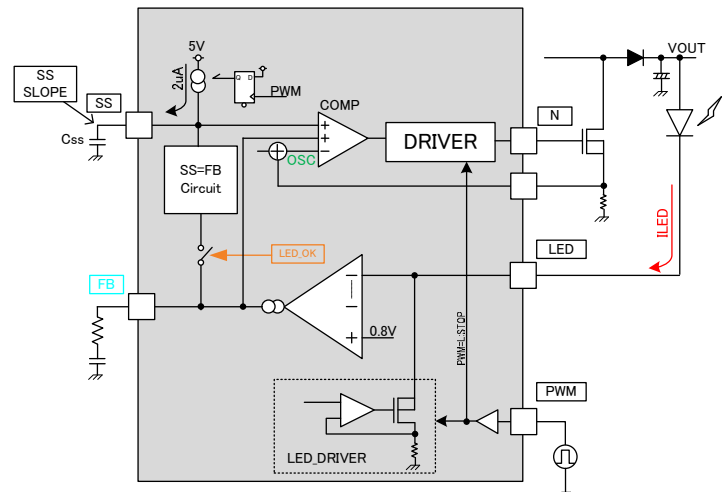 5V
VOUT
SS
SLOPE
SS
2uA
Q D
PWM
COMP
N
Css
+
+
−
OSC
DRIVER
SS=FB
Circuit
ILED
LED
LED_OK
FB
−
−
+
0.8V
PWM=L:STOP
PWM
LED_DRIVER